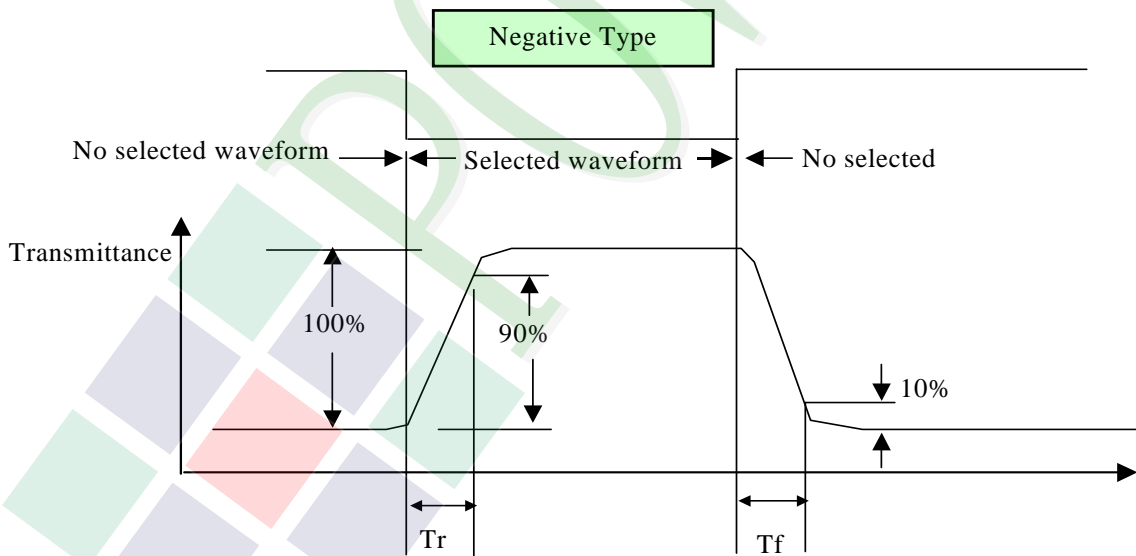 Negative Type
No selected waveform
Selected waveform
No selected
Transmittance
100%
90%
10%
Tr
Tf